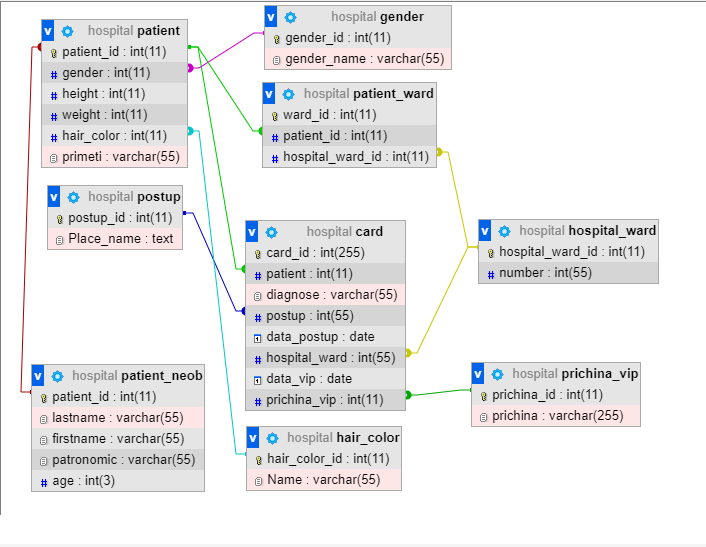 v hospital patient
patient_id : int(11)
gender : int(11)
height : int(11)
weight : int(11)
hair_color : int(11)
primeti : varchar(55)
v hospital gender
gender_id : int(11)
gender_name : varchar(55)
v hospital patient_ward
ward_id : int(11)
patient_id : int(11)
hospital_ward_id : int(11)
v hospital postup
postup_id : int(11)
Place_name : text
v hospital card
card_id : int(255)
patient : int(11)
diagnose : varchar(55)
postup : int(55)
data_postup : date
hospital_ward : int(55)
data_vip : date
prichina_vip : int(11)
v hospital hospital_ward
hospital_ward_id : int(11)
number : int(55)
v hospital patient_neob
patient_id : int(11)
lastname : varchar(55)
firstname : varchar(55)
patronomic : varchar(55)
age : int(3)
v hospital prichina_vip
prichina_id : int(11)
prichina : varchar(255)
v hospital hair_color
hair_color_id : int(11)
Name : varchar(55)